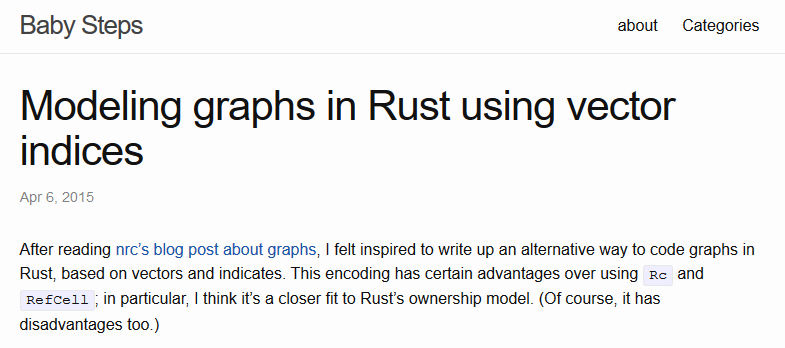 Baby Steps
about Categories
Modeling graphs in Rust using vector
indices
Apr 6, 2015
After reading nrc's blog post about graphs, I felt inspired to write up an alternative way to code graphs in
Rust, based on vectors and indicates. This encoding has certain advantages over using Rc and
RefCell; in particular, I think it's a closer fit to Rust's ownership model. (Of course, it has
disadvantages too.)